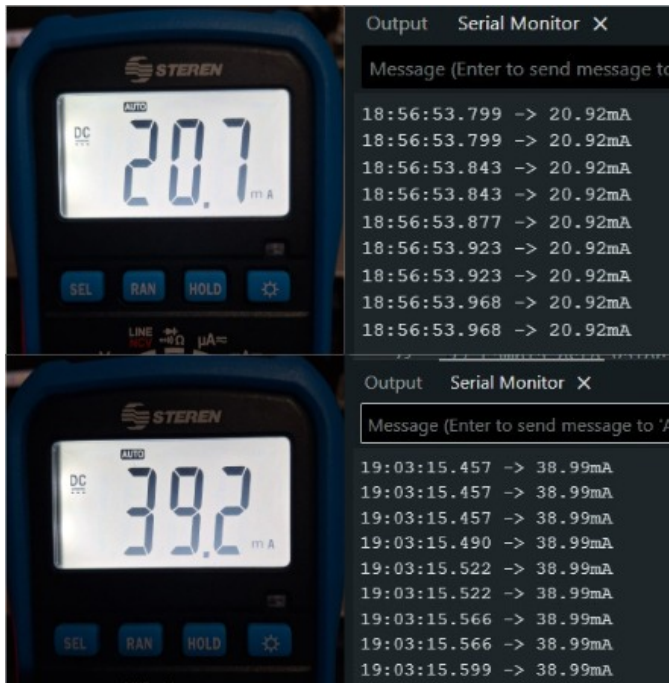 STEREN
AUTO
DC
20.7 mA
SEL RAN HOLD
LINE
NCV Ω µA
Output Serial Monitor X
Message (Enter to send message to
18:56:53.799 -> 20.92mA
18:56:53.799 -> 20.92mA
18:56:53.843 -> 20.92mA
18:56:53.843 -> 20.92mA
18:56:53.877 -> 20.92mA
18:56:53.923 -> 20.92mA
18:56:53.923 -> 20.92mA
18:56:53.968 -> 20.92mA
18:56:53.968 -> 20.92mA
STEREN
AUTO
DC
39.2 mA
SEL RAN HOLD
Output Serial Monitor X
Message (Enter to send message to 'A
19:03:15.457 -> 38.99mA
19:03:15.457 -> 38.99mA
19:03:15.457 -> 38.99mA
19:03:15.490 -> 38.99mA
19:03:15.522 -> 38.99mA
19:03:15.522 -> 38.99mA
19:03:15.566 -> 38.99mA
19:03:15.566 -> 38.99mA
19:03:15.599 -> 38.99mA